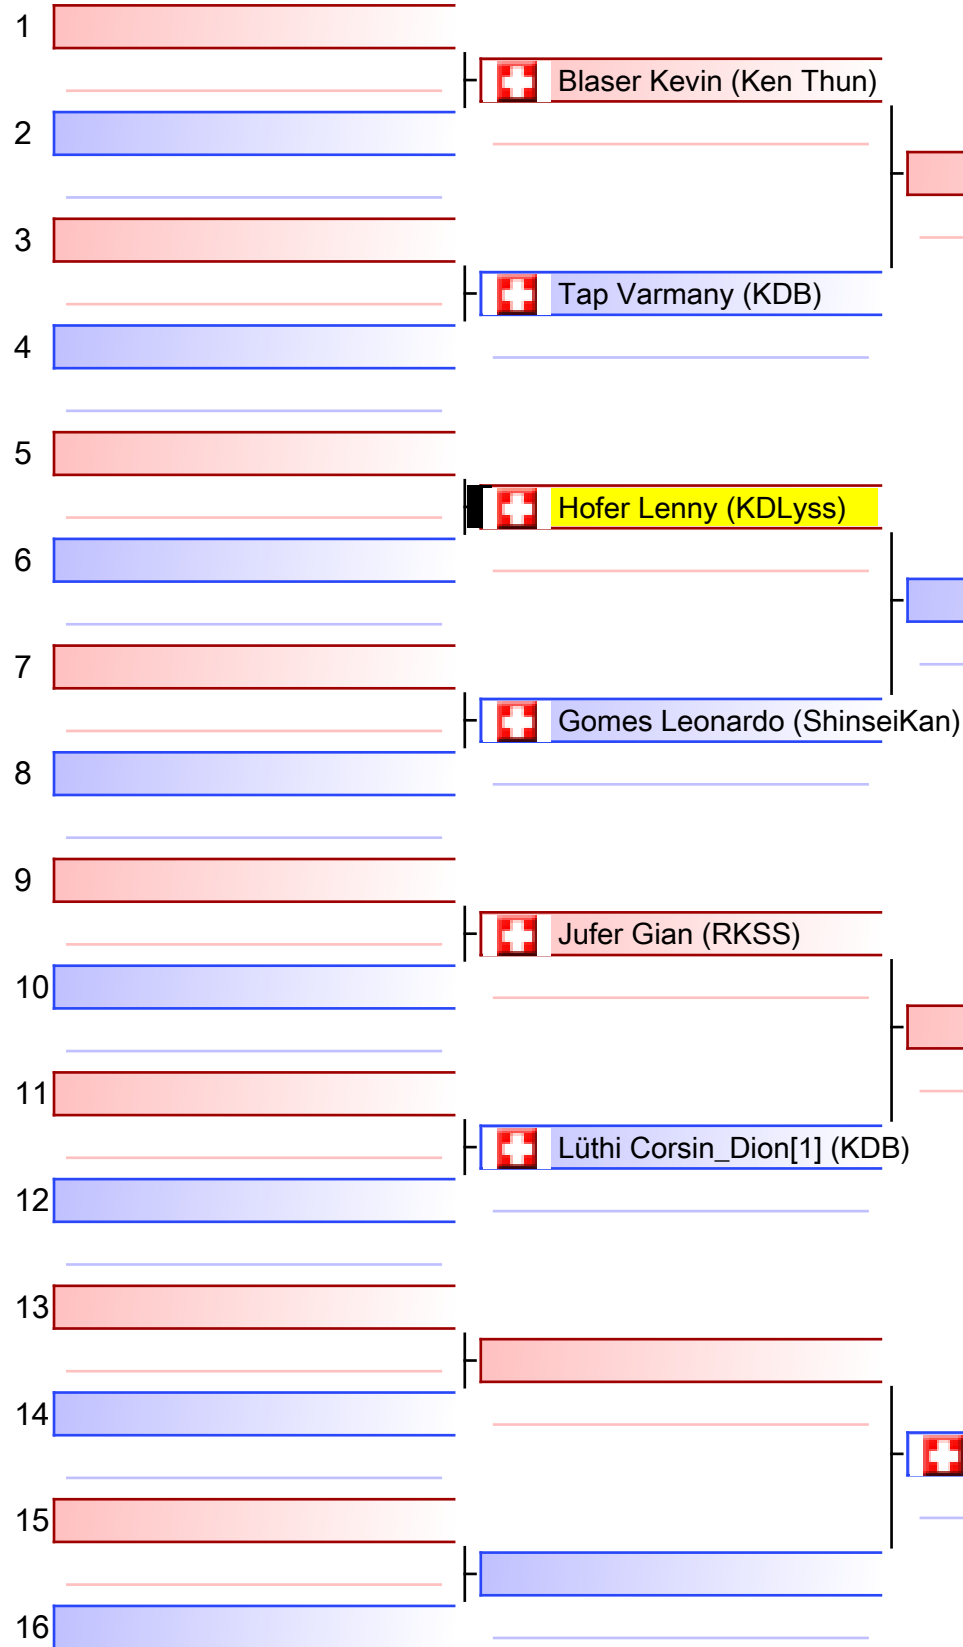 1
Blaser Kevin (Ken Thun)
2
3
Tap Varmany (KDB)
4
5
Hofer Lenny (KDLyss)
6
7
Gomes Leonardo (ShinseiKan)
8
9
Jufer Gian (RKSS)
10
11
Lüthi Corsin_Dion[1] (KDB)
12
13
14
15
16